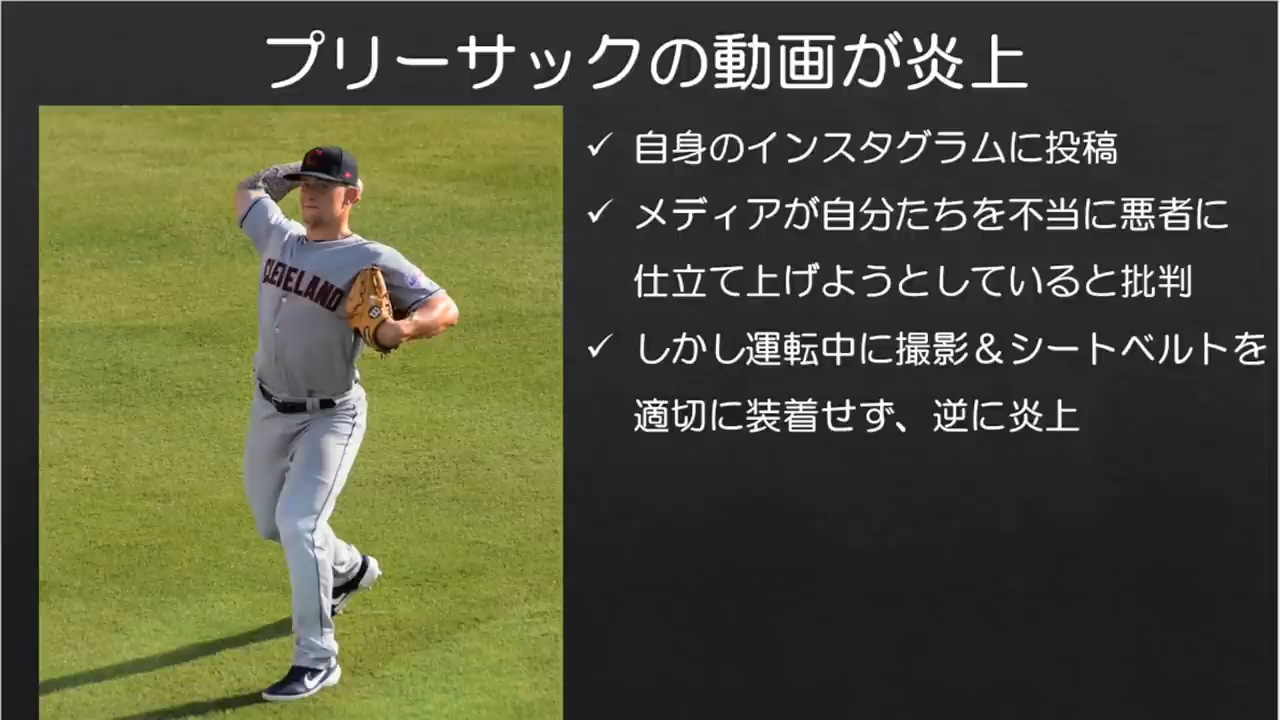 プリーサックの動画が炎上
✓ 自身のインスタグラムに投稿
✓ メディアが自分たちを不当に悪者に
仕立て上げようとしていると批判
✓ しかし運転中に撮影＆シートベルトを
適切に装着せず、逆に炎上
CLEVELAND